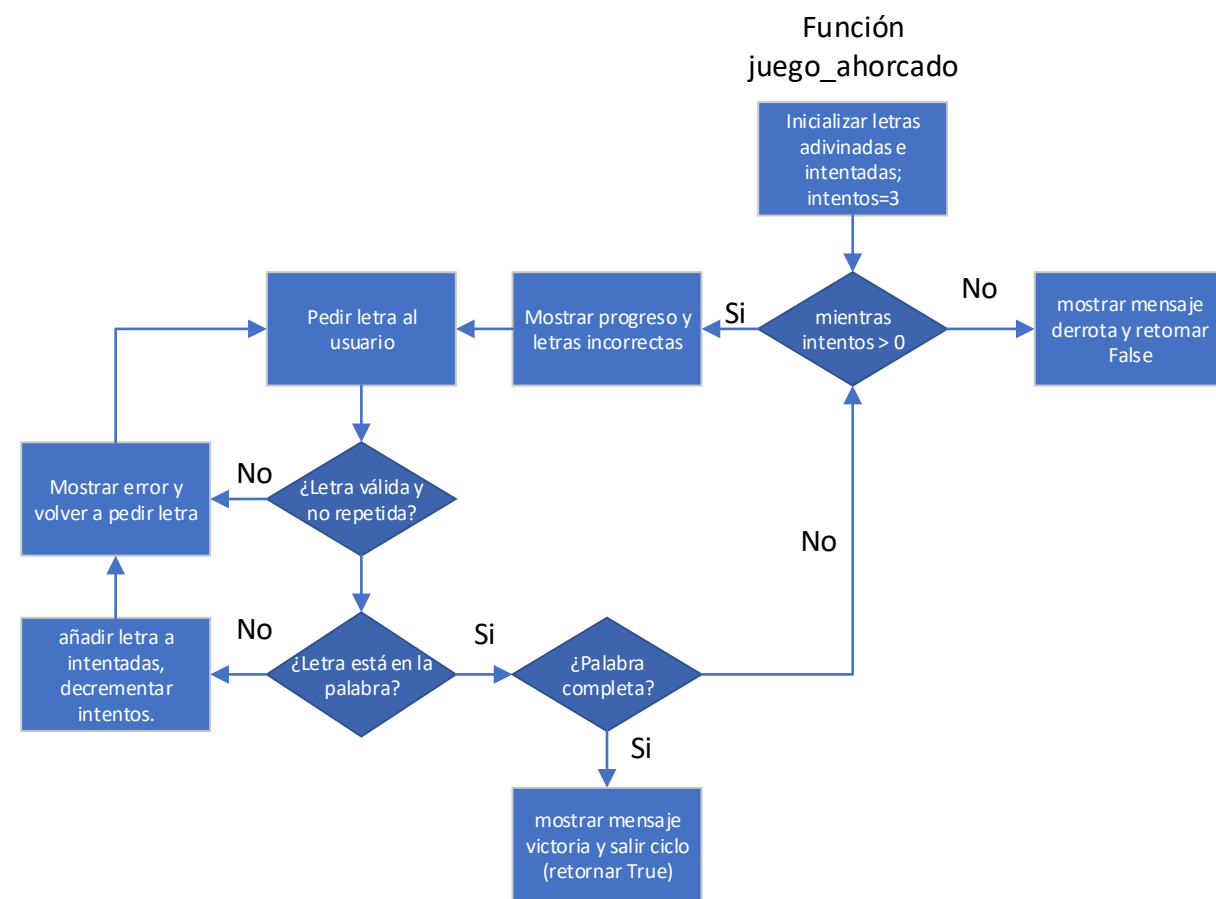 Función
juego_ahorcado
Inicializar letras
adivinadas e
intentadas;
intentos=3
mientras
intentos > 0
No
mostrar mensaje
derrota y retornar
False
Si
Mostrar progreso y
letras incorrectas
Pedir letra al
usuario
¿Letra válida y
no repetida?
No
Mostrar error y
volver a pedir letra
¿Letra está en la
palabra?
No
añadir letra a
intentadas,
decrementar
intentos.
Si
¿Palabra
completa?
No
Si
mostrar mensaje
victoria y salir ciclo
(retornar True)